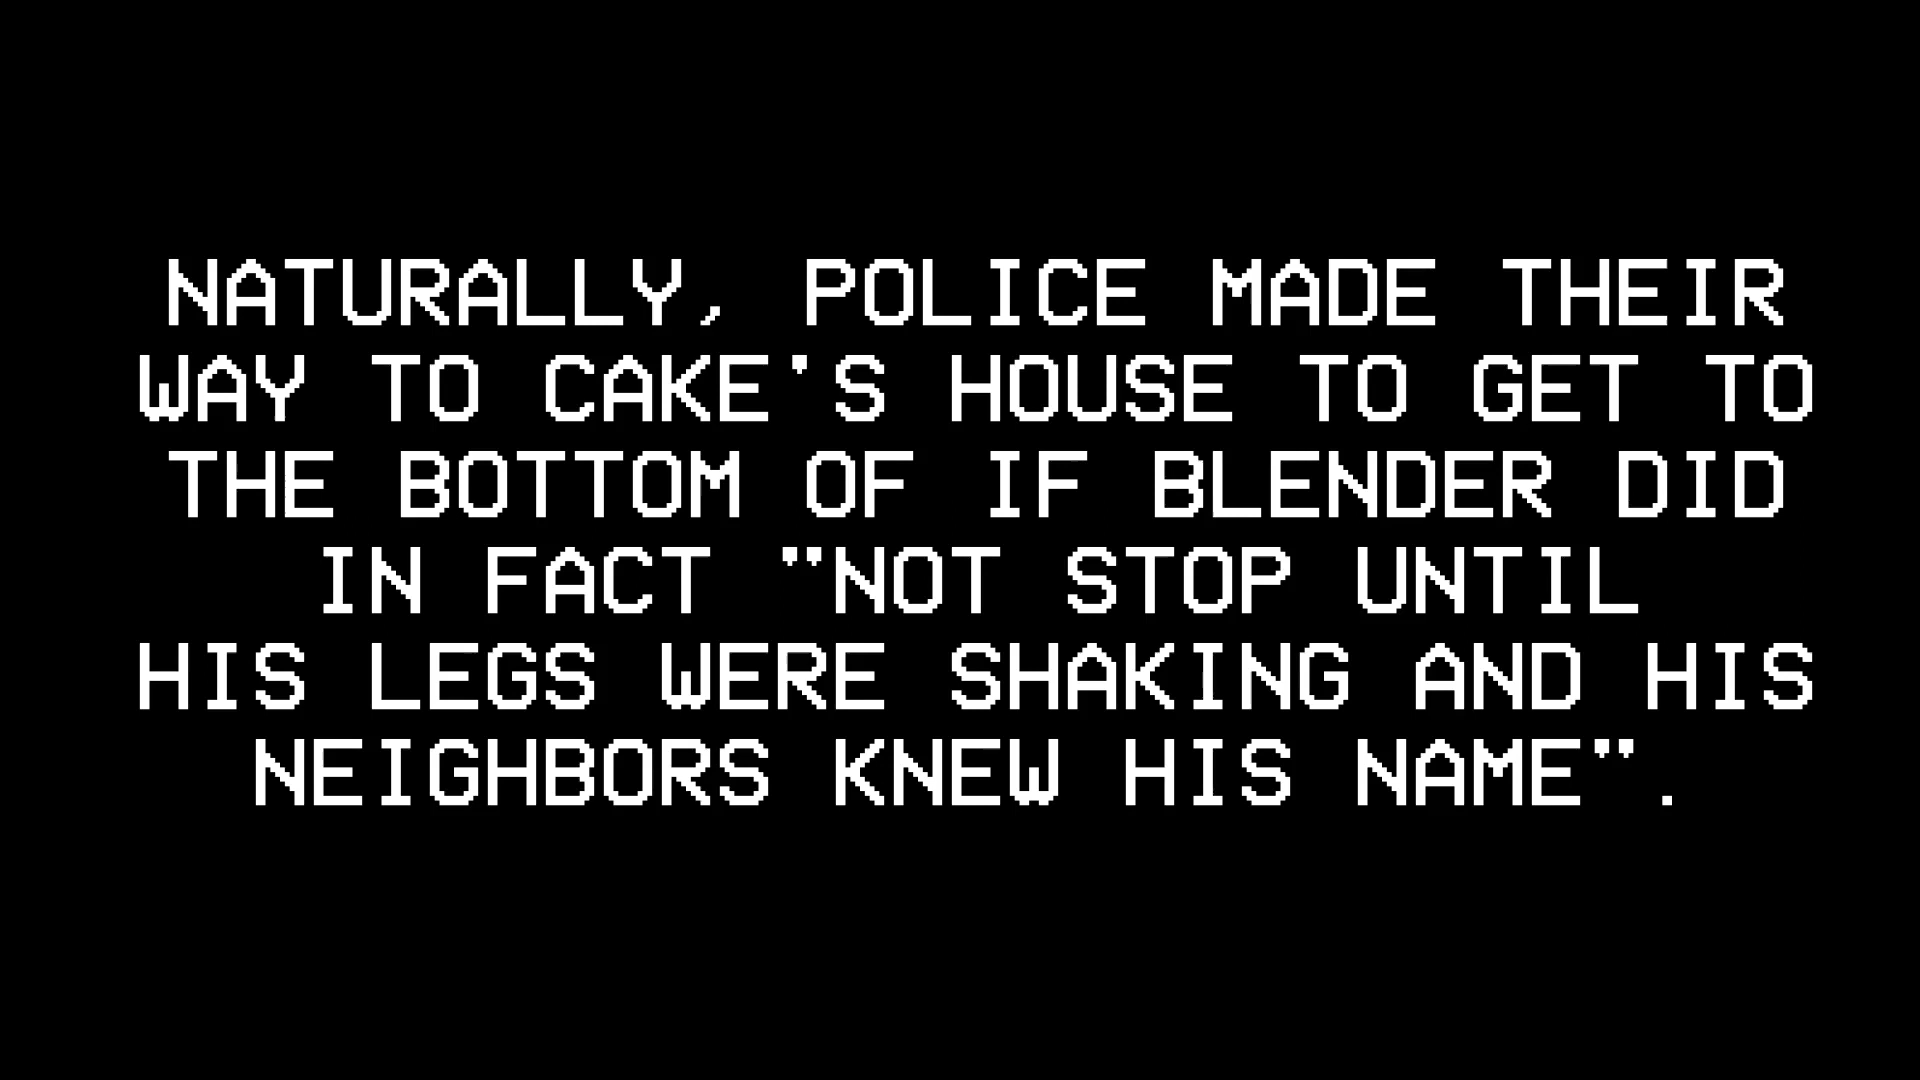 NATURALLY, POLICE MADE THEIR
WAY TO CAKE'S HOUSE TO GET TO
THE BOTTOM OF IF BLENDER DID
IN FACT "NOT STOP UNTIL
HIS LEGS WERE SHAKING AND HIS
NEIGHBORS KNEW HIS NAME".